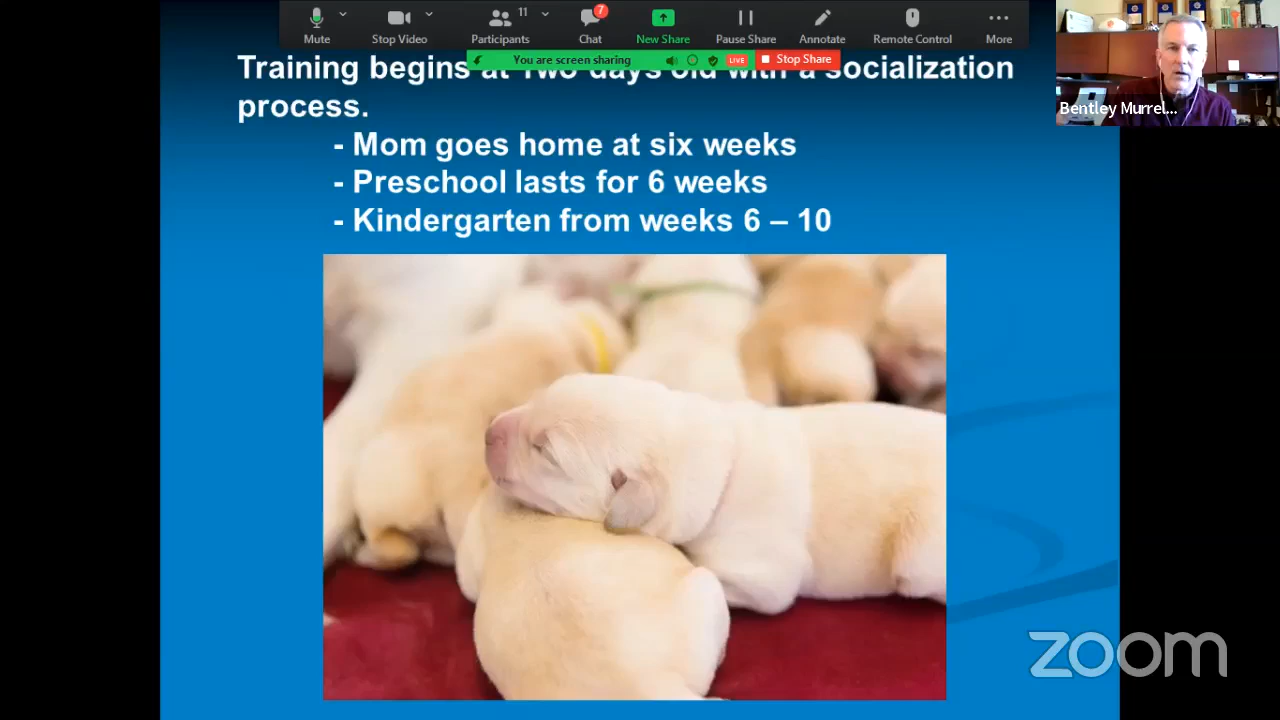 11
7
Mute
Stop Video
Participants
Chat
New Share
Pause Share
Annotate
Remote Control
More
You are screen sharing
LIVE
Stop Share
Training begins at Two days old with a socialization
process.
- Mom goes home at six weeks
- Preschool lasts for 6 weeks
- Kindergarten from weeks 6 – 10
Bentley Murrel...
zoom